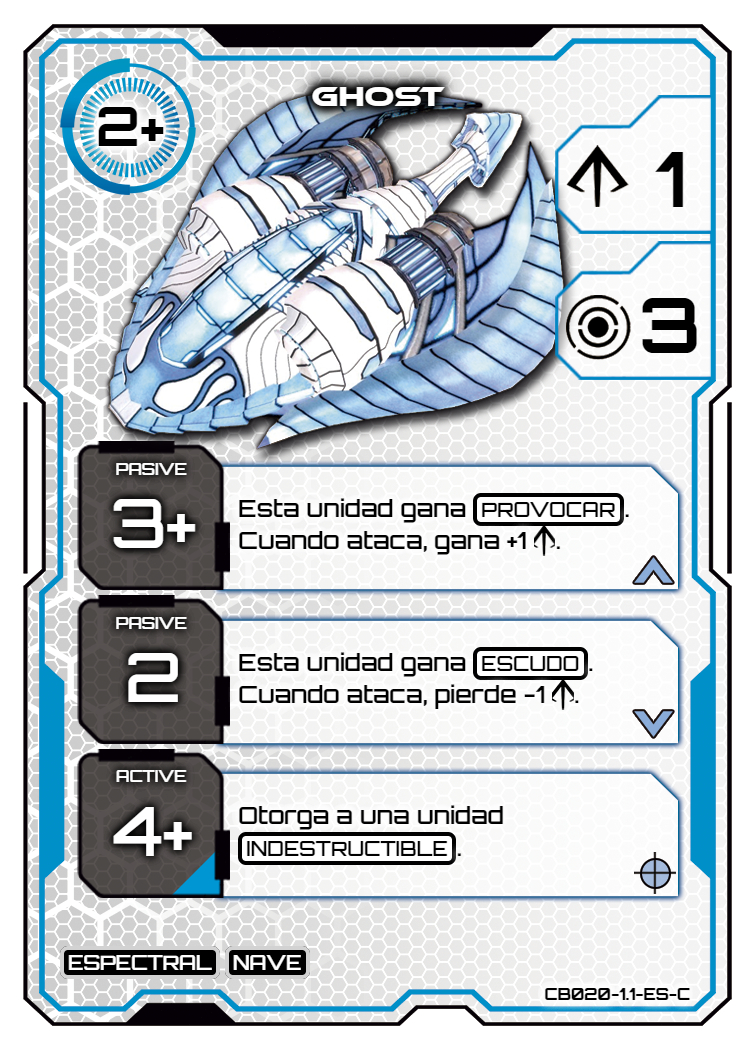 GHOST
2+
1
3
PASIVE
3+
Esta unidad gana PROVOCAR.
Cuando ataca, gana +1.
PASIVE
2
Esta unidad gana ESCUDO.
Cuando ataca, pierde -1.
ACTIVE
4+
Otorga a una unidad
INDESTRUCTIBLE.
ESPECTRAL NAVE
CB020-1.1-ES-C